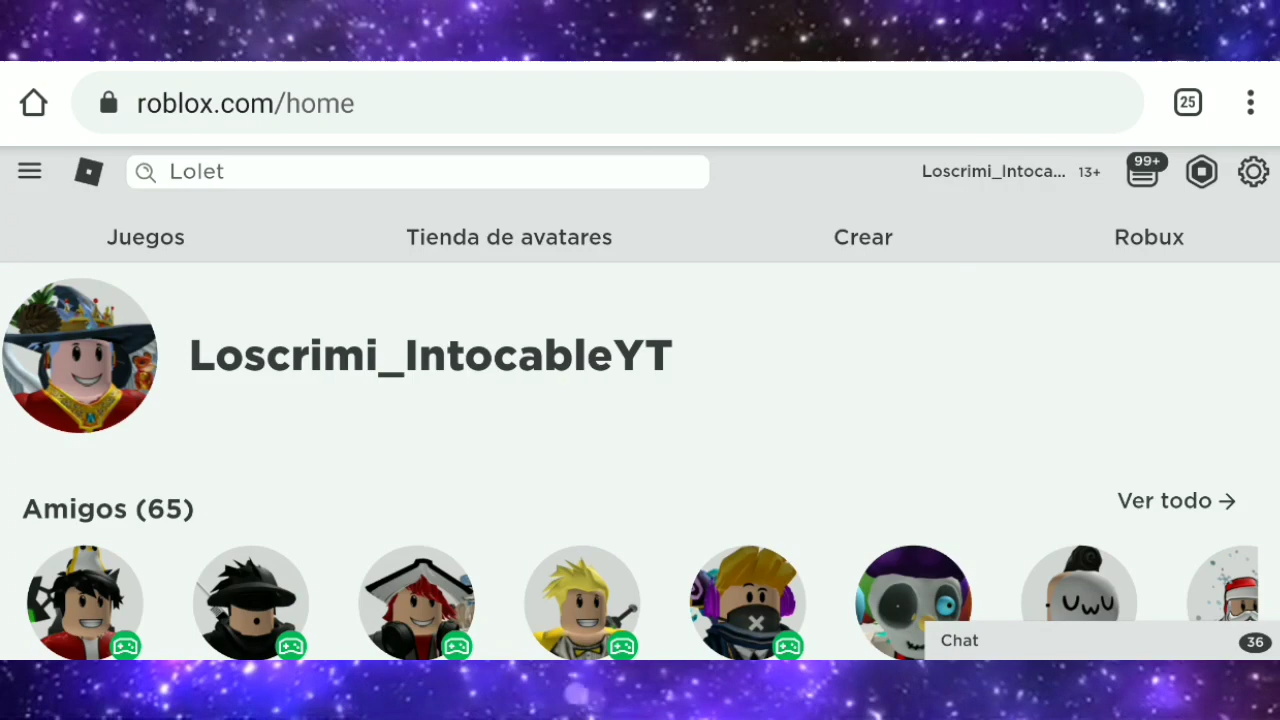 roblox.com/home
25
Lolet
Loscrimi_Intoca... 13+
99+
Juegos
Tienda de avatares
Crear
Robux
Loscrimi_IntocableYT
Amigos (65)
Ver todo →
UwU
Chat
36